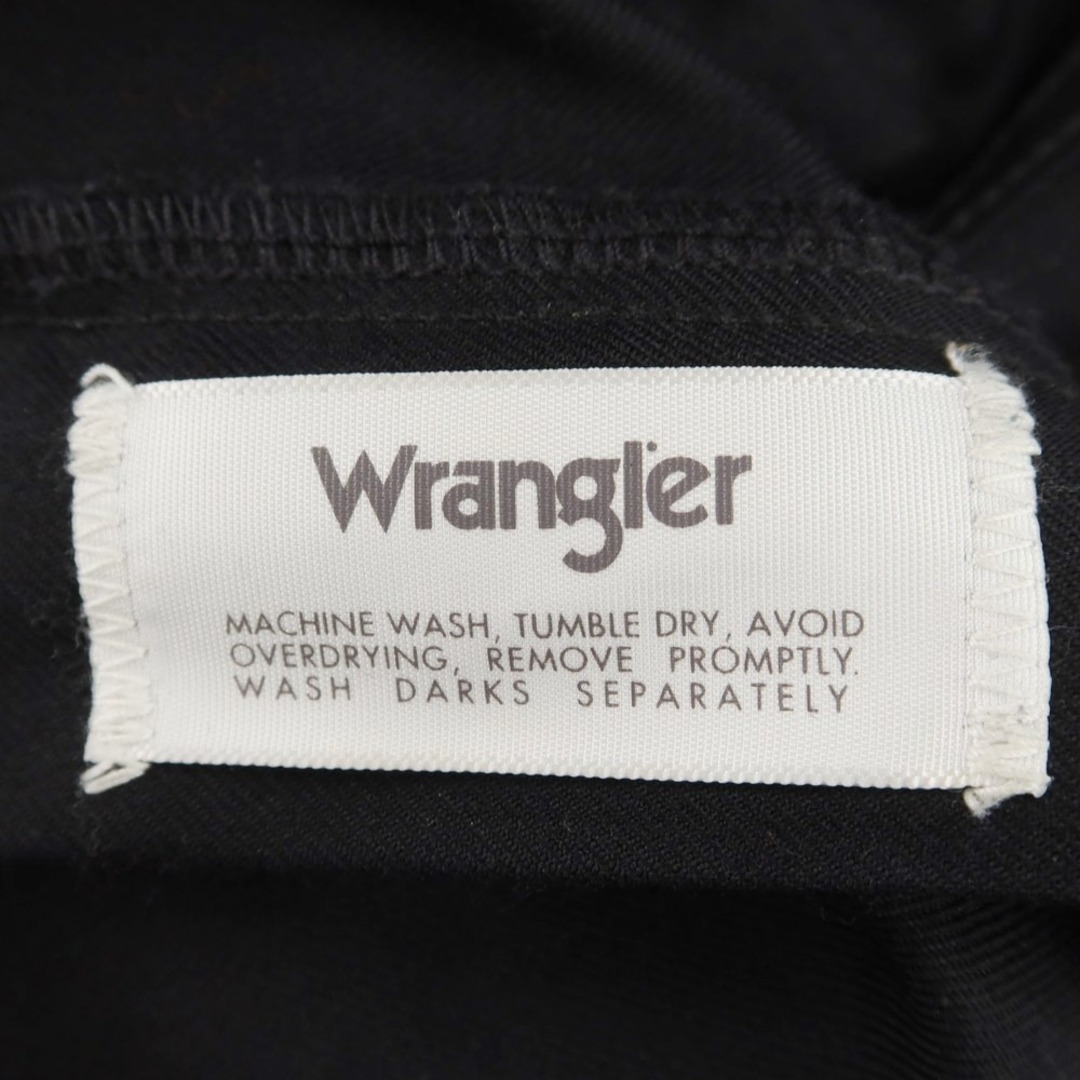 Wrangler
MACHINE WASH, TUMBLE DRY, AVOID
OVERDRYING, REMOVE PROMPTLY.
WASH DARKS SEPARATELY